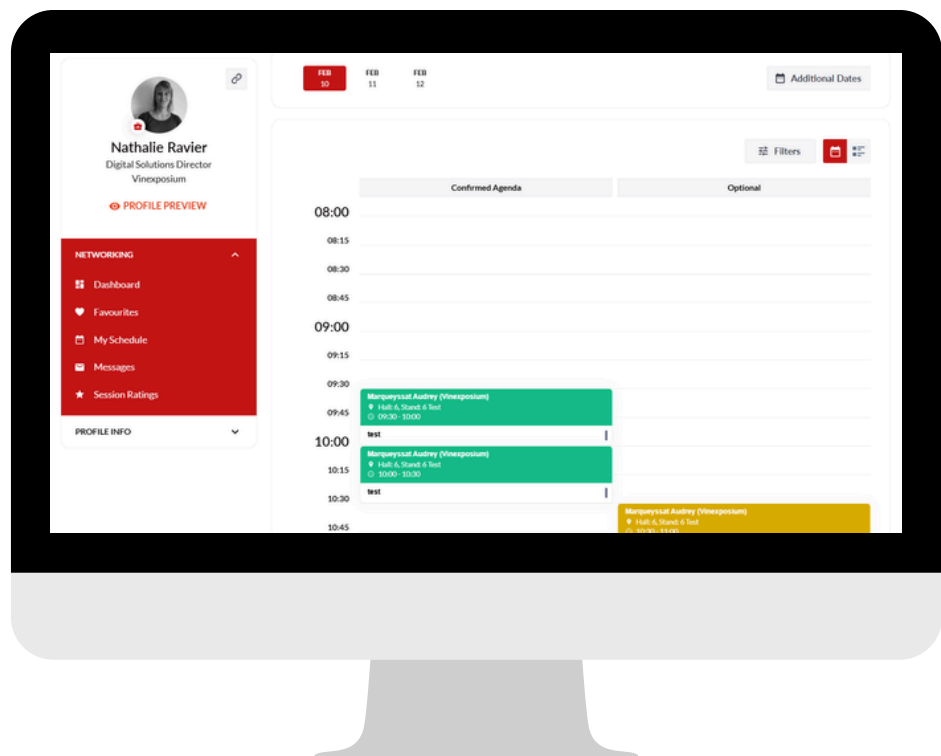 Nathalie Ravier
Digital Solutions Director
Vinexposium
PROFILE PREVIEW
NETWORKING
Dashboard
Favourites
My Schedule
Messages
Session Ratings
PROFILE INFO
FEB FEB FEB
10 11 12
Additional Dates
Filters
Confirmed Agenda Optional
08:00
08:15
08:30
08:45
09:00
09:15
09:30
Marqueyssat Audrey (Vinexposium)
Hall: 6, Stand: 6 Test
09:45
09:30 - 10:00
test
10:00
Marqueyssat Audrey (Vinexposium)
Hall: 6, Stand: 6 Test
10:15
10:00 - 10:30
test
10:30
Marqueyssat Audrey (Vinexposium)
Hall: 6, Stand: 6 Test
10:45
10:30 - 11:00